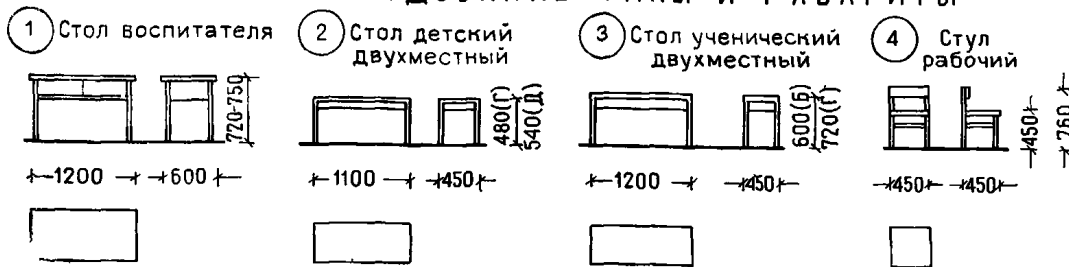 1 Стол воспитателя
2 Стол детский
двухместный
3 Стол ученический
двухместный
4 Стул
рабочий
720-750
480(Г)
540(Д)
600(Б)
720(Г)
450
760
1200 600
1100 450
1200 450
450 450